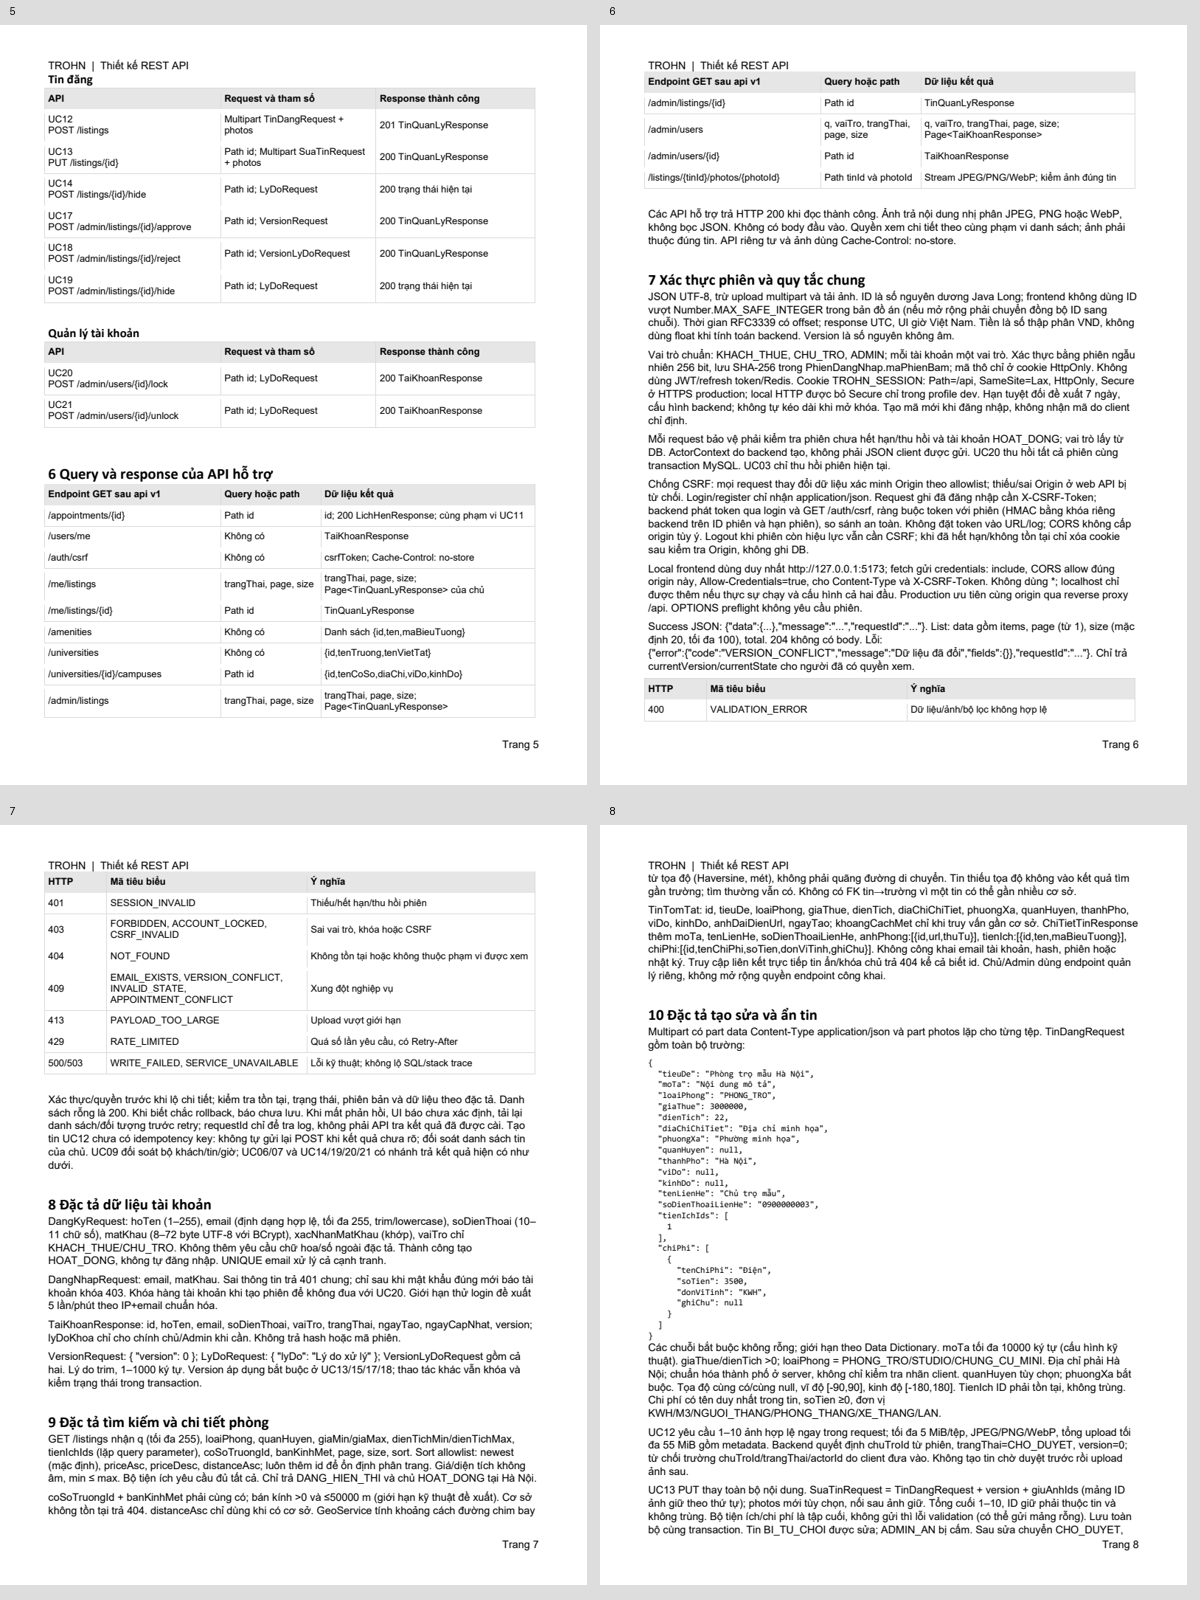 5
TROHN | Thiết kế REST API
Tin đăng
API Request và tham số Response thành công
UC12
POST /listings
Multipart TinDangRequest +
photos
201 TinQuanLyResponse
UC13
PUT /listings/{id}
Path id; Multipart SuaTinRequest
+ photos
200 TinQuanLyResponse
UC14
POST /listings/{id}/hide
Path id; LyDoRequest
200 trạng thái hiện tại
UC17
POST /admin/listings/{id}/approve
Path id; VersionRequest
200 TinQuanLyResponse
UC18
POST /admin/listings/{id}/reject
Path id; VersionLyDoRequest
200 TinQuanLyResponse
UC19
POST /admin/listings/{id}/hide
Path id; LyDoRequest
200 trạng thái hiện tại
Quản lý tài khoản
API Request và tham số Response thành công
UC20
POST /admin/users/{id}/lock
Path id; LyDoRequest
200 TaiKhoanResponse
UC21
POST /admin/users/{id}/unlock
Path id; LyDoRequest
200 TaiKhoanResponse
6 Query và response của API hỗ trợ
Endpoint GET sau api v1 Query hoặc path Dữ liệu kết quả
/appointments/{id} Path id id; 200 LichHenResponse; cùng phạm vi UC11
/users/me Không có TaiKhoanResponse
/auth/csrf Không có csrfToken; Cache-Control: no-store
/me/listings trangThai, page, size
trangThai, page, size;
Page<TinQuanLyResponse> của chủ
/me/listings/{id} Path id TinQuanLyResponse
/amenities Không có Danh sách {id,ten,maBieuTuong}
/universities Không có {id,tenTruong,tenVietTat}
/universities/{id}/campuses Path id {id,tenCoSo,diaChi,viDo,kinhDo}
/admin/listings trangThai, page, size
trangThai, page, size;
Page<TinQuanLyResponse>
Trang 5
6
TROHN | Thiết kế REST API
Endpoint GET sau api v1 Query hoặc path Dữ liệu kết quả
/admin/listings/{id} Path id TinQuanLyResponse
/admin/users
q, vaiTro, trangThai,
page, size
q, vaiTro, trangThai, page, size;
Page<TaiKhoanResponse>
/admin/users/{id} Path id TaiKhoanResponse
/listings/{tinId}/photos/{photoId} Path tinId và photoId Stream JPEG/PNG/WebP; kiểm ảnh đúng tin
Các API hỗ trợ trả HTTP 200 khi đọc thành công. Ảnh trả nội dung nhị phân JPEG, PNG hoặc WebP,
không bọc JSON. Không có body đầu vào. Quyền xem chi tiết theo cùng phạm vi danh sách; ảnh phải
thuộc đúng tin. API riêng tư và ảnh dùng Cache-Control: no-store.
7 Xác thực phiên và quy tắc chung
JSON UTF-8, trừ upload multipart và tải ảnh. ID là số nguyên dương Java Long; frontend không dùng ID
vượt Number.MAX_SAFE_INTEGER trong bản đồ án (nếu mở rộng phải chuyển đồng bộ ID sang
chuỗi). Thời gian RFC3339 có offset; response UTC, UI giờ Việt Nam. Tiền là số thập phân VND, không
dùng float khi tính toán backend. Version là số nguyên không âm.
Vai trò chuẩn: KHACH_THUE, CHU_TRO, ADMIN; mỗi tài khoản một vai trò. Xác thực bằng phiên ngẫu
nhiên 256 bit, lưu SHA-256 trong PhienDangNhap.maPhienBam; mã thô chỉ ở cookie HttpOnly. Không
dùng JWT/refresh token/Redis. Cookie TROHN_SESSION: Path=/api, SameSite=Lax, HttpOnly, Secure
ở HTTPS production; local HTTP được bỏ Secure chỉ trong profile dev. Hạn tuyệt đối đề xuất 7 ngày,
cấu hình backend; không tự kéo dài khi mở khóa. Tạo mã mới khi đăng nhập, không nhận mã do client
chỉ định.
Mỗi request bảo vệ phải kiểm tra phiên chưa hết hạn/thu hồi và tài khoản HOAT_DONG; vai trò lấy từ
DB. ActorContext do backend tạo, không phải JSON client được gửi. UC20 thu hồi tất cả phiên cùng
transaction MySQL. UC03 chỉ thu hồi phiên hiện tại.
Chống CSRF: mọi request thay đổi dữ liệu xác minh Origin theo allowlist; thiếu/sai Origin ở web API bị
từ chối. Login/register chỉ nhận application/json. Request ghi đã đăng nhập cần X-CSRF-Token;
backend phát token qua login và GET /auth/csrf, ràng buộc token với phiên (HMAC bằng khóa riêng
backend trên ID phiên và hạn phiên), so sánh an toàn. Không đặt token vào URL/log; CORS không cấp
origin tùy ý. Logout khi phiên còn hiệu lực vẫn cần CSRF; khi đã hết hạn/không tồn tại chỉ xóa cookie
sau kiểm tra Origin, không ghi DB.
Local frontend dùng duy nhất http://127.0.0.1:5173; fetch gửi credentials: include, CORS allow đúng
origin này, Allow-Credentials=true, cho Content-Type và X-CSRF-Token. Không dùng *; localhost chỉ
được thêm nếu thực sự chạy và cấu hình cả hai đầu. Production ưu tiên cùng origin qua reverse proxy
/api. OPTIONS preflight không yêu cầu phiên.
Success JSON: {"data":{...},"message":"...","requestId":"..."}. List: data gồm items, page (từ 1), size (mặc
định 20, tối đa 100), total. 204 không có body. Lỗi:
{"error":{"code":"VERSION_CONFLICT","message":"Dữ liệu đã đổi","fields":{}},"requestId":"..."}. Chỉ trả
currentVersion/currentState cho người đã có quyền xem.
HTTP Mã tiêu biểu Ý nghĩa
400 VALIDATION_ERROR Dữ liệu/ảnh/bộ lọc không hợp lệ
Trang 6
7
TROHN | Thiết kế REST API
HTTP Mã tiêu biểu Ý nghĩa
401 SESSION_INVALID Thiếu/hết hạn/thu hồi phiên
403
FORBIDDEN, ACCOUNT_LOCKED,
CSRF_INVALID
Sai vai trò, khóa hoặc CSRF
404 NOT_FOUND Không tồn tại hoặc không thuộc phạm vi được xem
409
EMAIL_EXISTS, VERSION_CONFLICT,
INVALID_STATE,
APPOINTMENT_CONFLICT
Xung đột nghiệp vụ
413 PAYLOAD_TOO_LARGE Upload vượt giới hạn
429 RATE_LIMITED Quá số lần yêu cầu, có Retry-After
500/503 WRITE_FAILED, SERVICE_UNAVAILABLE Lỗi kỹ thuật; không lộ SQL/stack trace
Xác thực/quyền trước khi lộ chi tiết; kiểm tra tồn tại, trạng thái, phiên bản và dữ liệu theo đặc tả. Danh
sách rỗng là 200. Khi biết chắc rollback, báo chưa lưu. Khi mất phản hồi, UI báo chưa xác định, tải lại
danh sách/đối tượng trước retry; requestId chỉ để tra log, không phải API tra kết quả đã được cài. Tạo
tin UC12 chưa có idempotency key: không tự gửi lại POST khi kết quả chưa rõ; đối soát danh sách tin
của chủ. UC09 đối soát bộ khách/tin/giờ; UC06/07 và UC14/19/20/21 có nhánh trả kết quả hiện có như
dưới.
8 Đặc tả dữ liệu tài khoản
DangKyRequest: hoTen (1–255), email (định dạng hợp lệ, tối đa 255, trim/lowercase), soDienThoai (10–
11 chữ số), matKhau (8–72 byte UTF-8 với BCrypt), xacNhanMatKhau (khớp), vaiTro chỉ
KHACH_THUE/CHU_TRO. Không thêm yêu cầu chữ hoa/số ngoài đặc tả. Thành công tạo
HOAT_DONG, không tự đăng nhập. UNIQUE email xử lý cả cạnh tranh.
DangNhapRequest: email, matKhau. Sai thông tin trả 401 chung; chỉ sau khi mật khẩu đúng mới báo tài
khoản khóa 403. Khóa hàng tài khoản khi tạo phiên để không đua với UC20. Giới hạn thử login đề xuất
5 lần/phút theo IP+email chuẩn hóa.
TaiKhoanResponse: id, hoTen, email, soDienThoai, vaiTro, trangThai, ngayTao, ngayCapNhat, version;
lyDoKhoa chỉ cho chính chủ/Admin khi cần. Không trả hash hoặc mã phiên.
VersionRequest: { "version": 0 }; LyDoRequest: { "lyDo": "Lý do xử lý" }; VersionLyDoRequest gồm cả
hai. Lý do trim, 1–1000 ký tự. Version áp dụng bắt buộc ở UC13/15/17/18; thao tác khác vẫn khóa và
kiểm trạng thái trong transaction.
9 Đặc tả tìm kiếm và chi tiết phòng
GET /listings nhận q (tối đa 255), loaiPhong, quanHuyen, giaMin/giaMax, dienTichMin/dienTichMax,
tienIchIds (lặp query parameter), coSoTruongId, banKinhMet, page, size, sort. Sort allowlist: newest
(mặc định), priceAsc, priceDesc, distanceAsc; luôn thêm id để ổn định phân trang. Giá/diện tích không
âm, min ≤ max. Bộ tiện ích yêu cầu đủ tất cả. Chỉ trả DANG_HIEN_THI và chủ HOAT_DONG tại Hà Nội.
coSoTruongId + banKinhMet phải cùng có; bán kính >0 và ≤50000 m (giới hạn kỹ thuật đề xuất). Cơ sở
không tồn tại trả 404. distanceAsc chỉ dùng khi có cơ sở. GeoService tính khoảng cách đường chim bay
Trang 7
8
TROHN | Thiết kế REST API
từ tọa độ (Haversine, mét), không phải quãng đường di chuyển. Tin thiếu tọa độ không vào kết quả tìm
gần trường; tìm thường vẫn có. Không có FK tin→trường vì một tin có thể gần nhiều cơ sở.
TinTomTat: id, tieuDe, loaiPhong, giaThue, dienTich, diaChiChiTiet, phuongXa, quanHuyen, thanhPho,
viDo, kinhDo, anhDaiDienUrl, ngayTao; khoangCachMet chỉ khi truy vấn gần cơ sở. ChiTietTinResponse
thêm moTa, tenLienHe, soDienThoaiLienHe, anhPhong:[{id,url,thuTu}], tienIch:[{id,ten,maBieuTuong}],
chiPhi:[{id,tenChiPhi,soTien,donViTinh,ghiChu}]. Không công khai email tài khoản, hash, phiên hoặc
nhật ký. Truy cập liên kết trực tiếp tin ẩn/khóa chủ trả 404 kể cả biết id. Chủ/Admin dùng endpoint quản
lý riêng, không mở rộng quyền endpoint công khai.
10 Đặc tả tạo sửa và ẩn tin
Multipart có part data Content-Type application/json và part photos lặp cho từng tệp. TinDangRequest
gồm toàn bộ trường:
{
"tieuDe": "Phòng trọ mẫu Hà Nội",
"moTa": "Nội dung mô tả",
"loaiPhong": "PHONG_TRO",
"giaThue": 3000000,
"dienTich": 22,
"diaChiChiTiet": "Địa chỉ minh họa",
"phuongXa": "Phường minh họa",
"quanHuyen": null,
"thanhPho": "Hà Nội",
"viDo": null,
"kinhDo": null,
"tenLienHe": "Chủ trọ mẫu",
"soDienThoaiLienHe": "0900000003",
"tienIchIds": [
1
],
"chiPhi": [
{
"tenChiPhi": "Điện",
"soTien": 3500,
"donViTinh": "KWH",
"ghiChu": null
}
]
}
Các chuỗi bắt buộc không rỗng; giới hạn theo Data Dictionary. moTa tối đa 10000 ký tự (cấu hình kỹ
thuật). giaThue/dienTich >0; loaiPhong = PHONG_TRO/STUDIO/CHUNG_CU_MINI. Địa chỉ phải Hà
Nội; chuẩn hóa thành phố ở server, không chỉ kiểm tra nhãn client. quanHuyen tùy chọn; phuongXa bắt
buộc. Tọa độ cùng có/cùng null, vĩ độ [-90,90], kinh độ [-180,180]. TienIch ID phải tồn tại, không trùng.
Chi phí có tên duy nhất trong tin, soTien ≥0, đơn vị
KWH/M3/NGUOI_THANG/PHONG_THANG/XE_THANG/LAN.
UC12 yêu cầu 1–10 ảnh hợp lệ ngay trong request; tối đa 5 MiB/tệp, JPEG/PNG/WebP, tổng upload tối
đa 55 MiB gồm metadata. Backend quyết định chuTroId từ phiên, trangThai=CHO_DUYET, version=0;
từ chối trường chuTroId/trangThai/actorId do client đưa vào. Không tạo tin chờ duyệt trước rồi upload
ảnh sau.
UC13 PUT thay toàn bộ nội dung. SuaTinRequest = TinDangRequest + version + giuAnhIds (mảng ID
ảnh giữ theo thứ tự); photos mới tùy chọn, nối sau ảnh giữ. Tổng cuối 1–10, ID giữ phải thuộc tin và
không trùng. Bộ tiện ích/chi phí là tập cuối, không gửi thì lỗi validation (có thể gửi mảng rỗng). Lưu toàn
bộ cùng transaction. Tin BI_TU_CHOI được sửa; ADMIN_AN bị cấm. Sau sửa chuyển CHO_DUYET,
Trang 8